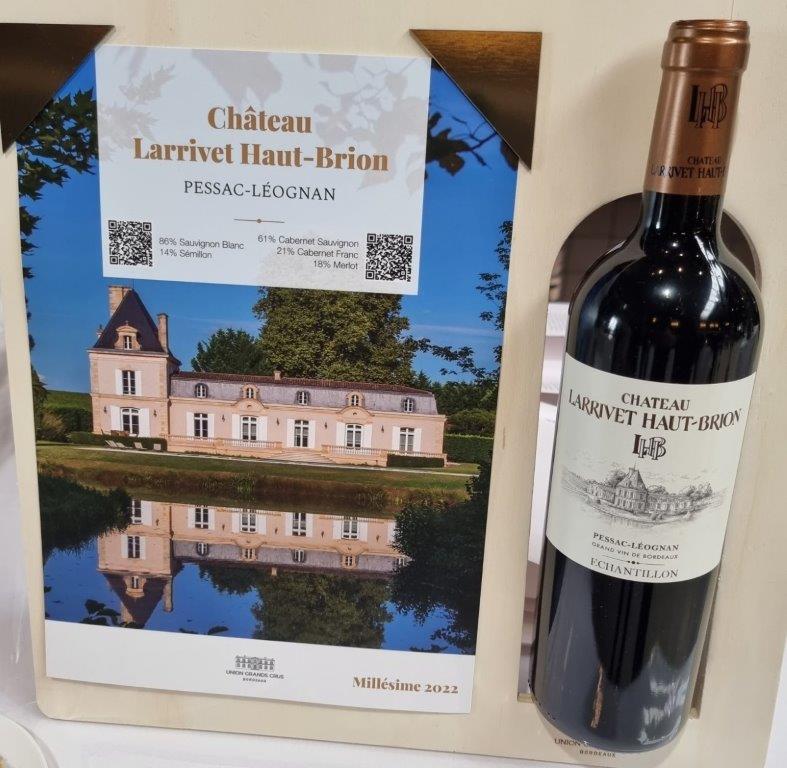 Château
Larrivet Haut-Brion
PESSAC-LÉOGNAN
86% Sauvignon Blanc
14% Sémillon
61% Cabernet Sauvignon
21% Cabernet Franc
18% Merlot
UNION GRANDS CRUS
BORDEAUX
Millésime 2022
LHB
CHATEAU
LARRIVET HAUT-B
CHATEAU
LARRIVET HAUT-BRION
LHB
PESSAC-LÉOGNAN
GRAND VIN DE BORDEAUX
ECHANTILLON
UNION
BORDEAUX